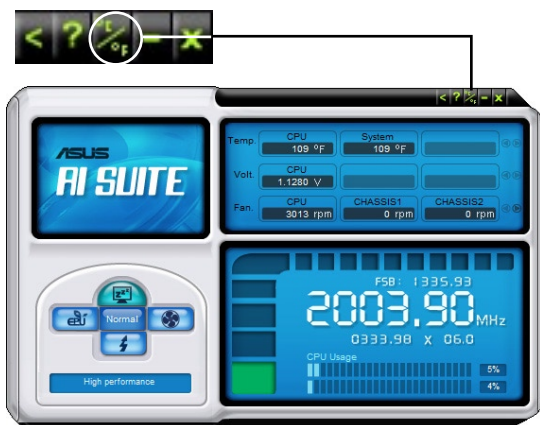 < ? °C/°F - x
< ? °C/°F - x
ASUS
AI SUITE
Temp. CPU System
109 °F 109 °F
Volt. CPU
1.1280 V
Fan. CPU CHASSIS1 CHASSIS2
3013 rpm 0 rpm 0 rpm
zzz
EPU Normal
High performance
FSB: 1335.93
2003.90 MHz
0333.98 x 06.0
CPU Usage
5%
4%